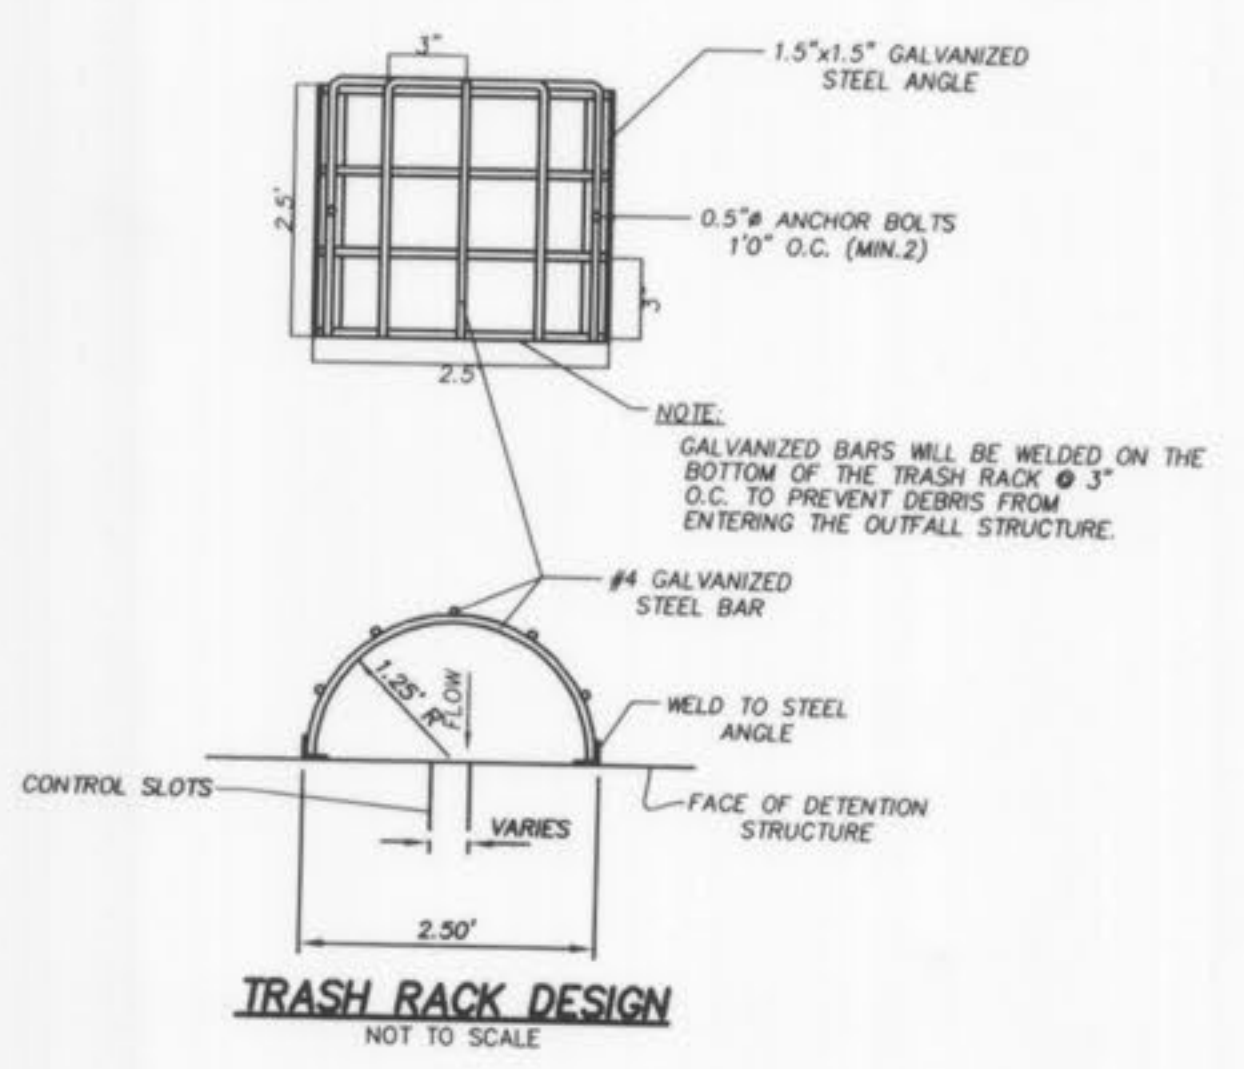 3"
1.5"x1.5" GALVANIZED
STEEL ANGLE
2.5'
0.5"ø ANCHOR BOLTS
1'0" O.C. (MIN.2)
3"
2.5'
NOTE:
GALVANIZED BARS WILL BE WELDED ON THE
BOTTOM OF THE TRASH RACK @ 3"
O.C. TO PREVENT DEBRIS FROM
ENTERING THE OUTFALL STRUCTURE.
#4 GALVANIZED
STEEL BAR
1.25' R
FLOW
WELD TO STEEL
ANGLE
CONTROL SLOTS
FACE OF DETENTION
STRUCTURE
VARIES
2.50'
TRASH RACK DESIGN
NOT TO SCALE